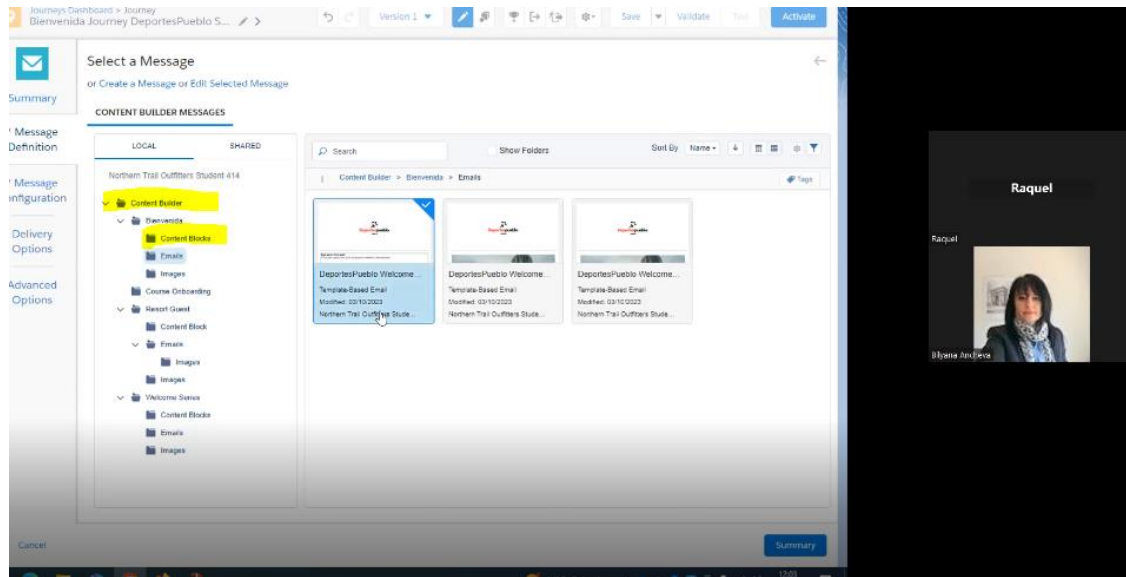 Journeys Dashboard > Journey
Bienvenida Journey DeportesPueblo S...
Version 1
Save
Validate
Test
Activate
Select a Message
or Create a Message or Edit Selected Message
Summary
CONTENT BUILDER MESSAGES
Message
Definition
LOCAL
SHARED
Search
Show Folders
Sort By
Name
Northern Trail Outfitters Student 414
Content Builder > Bienvenida > Emails
Tags
Message
Configuration
Content Builder
Bienvenida
Content Blocks
Emails
Images
Course Onboarding
Resort Guest
Content Block
Emails
Images
Images
Welcome Series
Content Blocks
Emails
Images
Delivery
Options
Advanced
Options
DeportesPueblo Welcome...
Template-Based Email
Modified: 03/10/2023
Northern Trail Outfitters Stude...
DeportesPueblo Welcome...
Template-Based Email
Modified: 03/10/2023
Northern Trail Outfitters Stude...
DeportesPueblo Welcome...
Template-Based Email
Modified: 03/10/2023
Northern Trail Outfitters Stude...
Cancel
Summary
12:03
Raquel
Raquel
Bilyana Andreeva